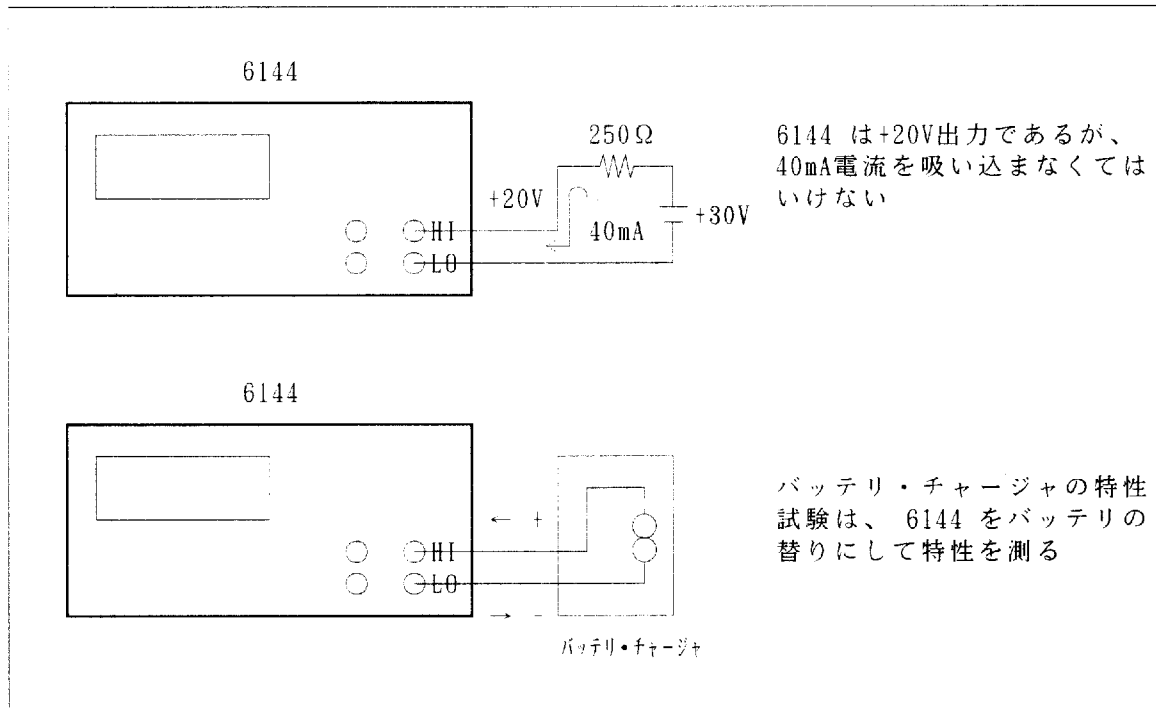 6144
250Ω
+20V
40mA
+30V
HI
LO
6144 は+20V出力であるが、
40mA電流を吸い込まなくては
いけない
6144
← +
HI
LO
→ -
バッテリ・チャージャ
バッテリ・チャージャの特性
試験は、 6144 をバッテリの
替りにして特性を測る